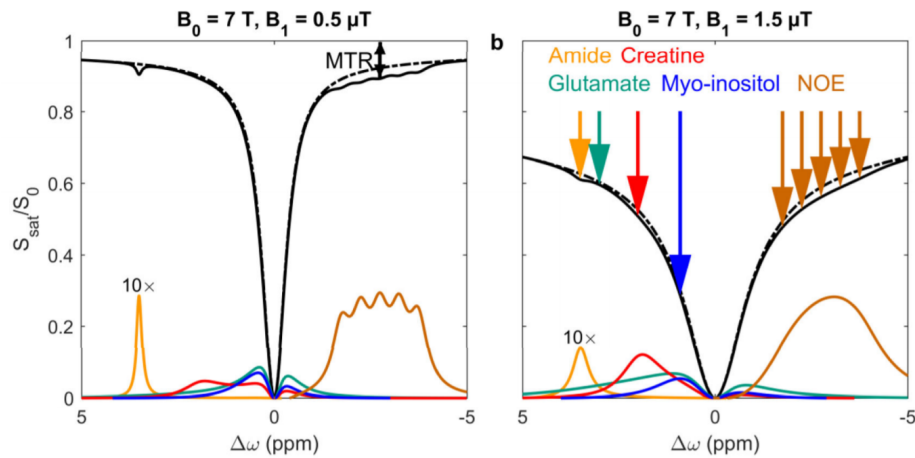 B0 = 7 T, B1 = 0.5 µT
1
MTR
0.8
0.6
Ssat/S0
0.4
10×
0.2
0
5
0
-5
Δω (ppm)
b
B0 = 7 T, B1 = 1.5 µT
Amide Creatine
Glutamate Myo-inositol NOE
10×
5
0
-5
Δω (ppm)